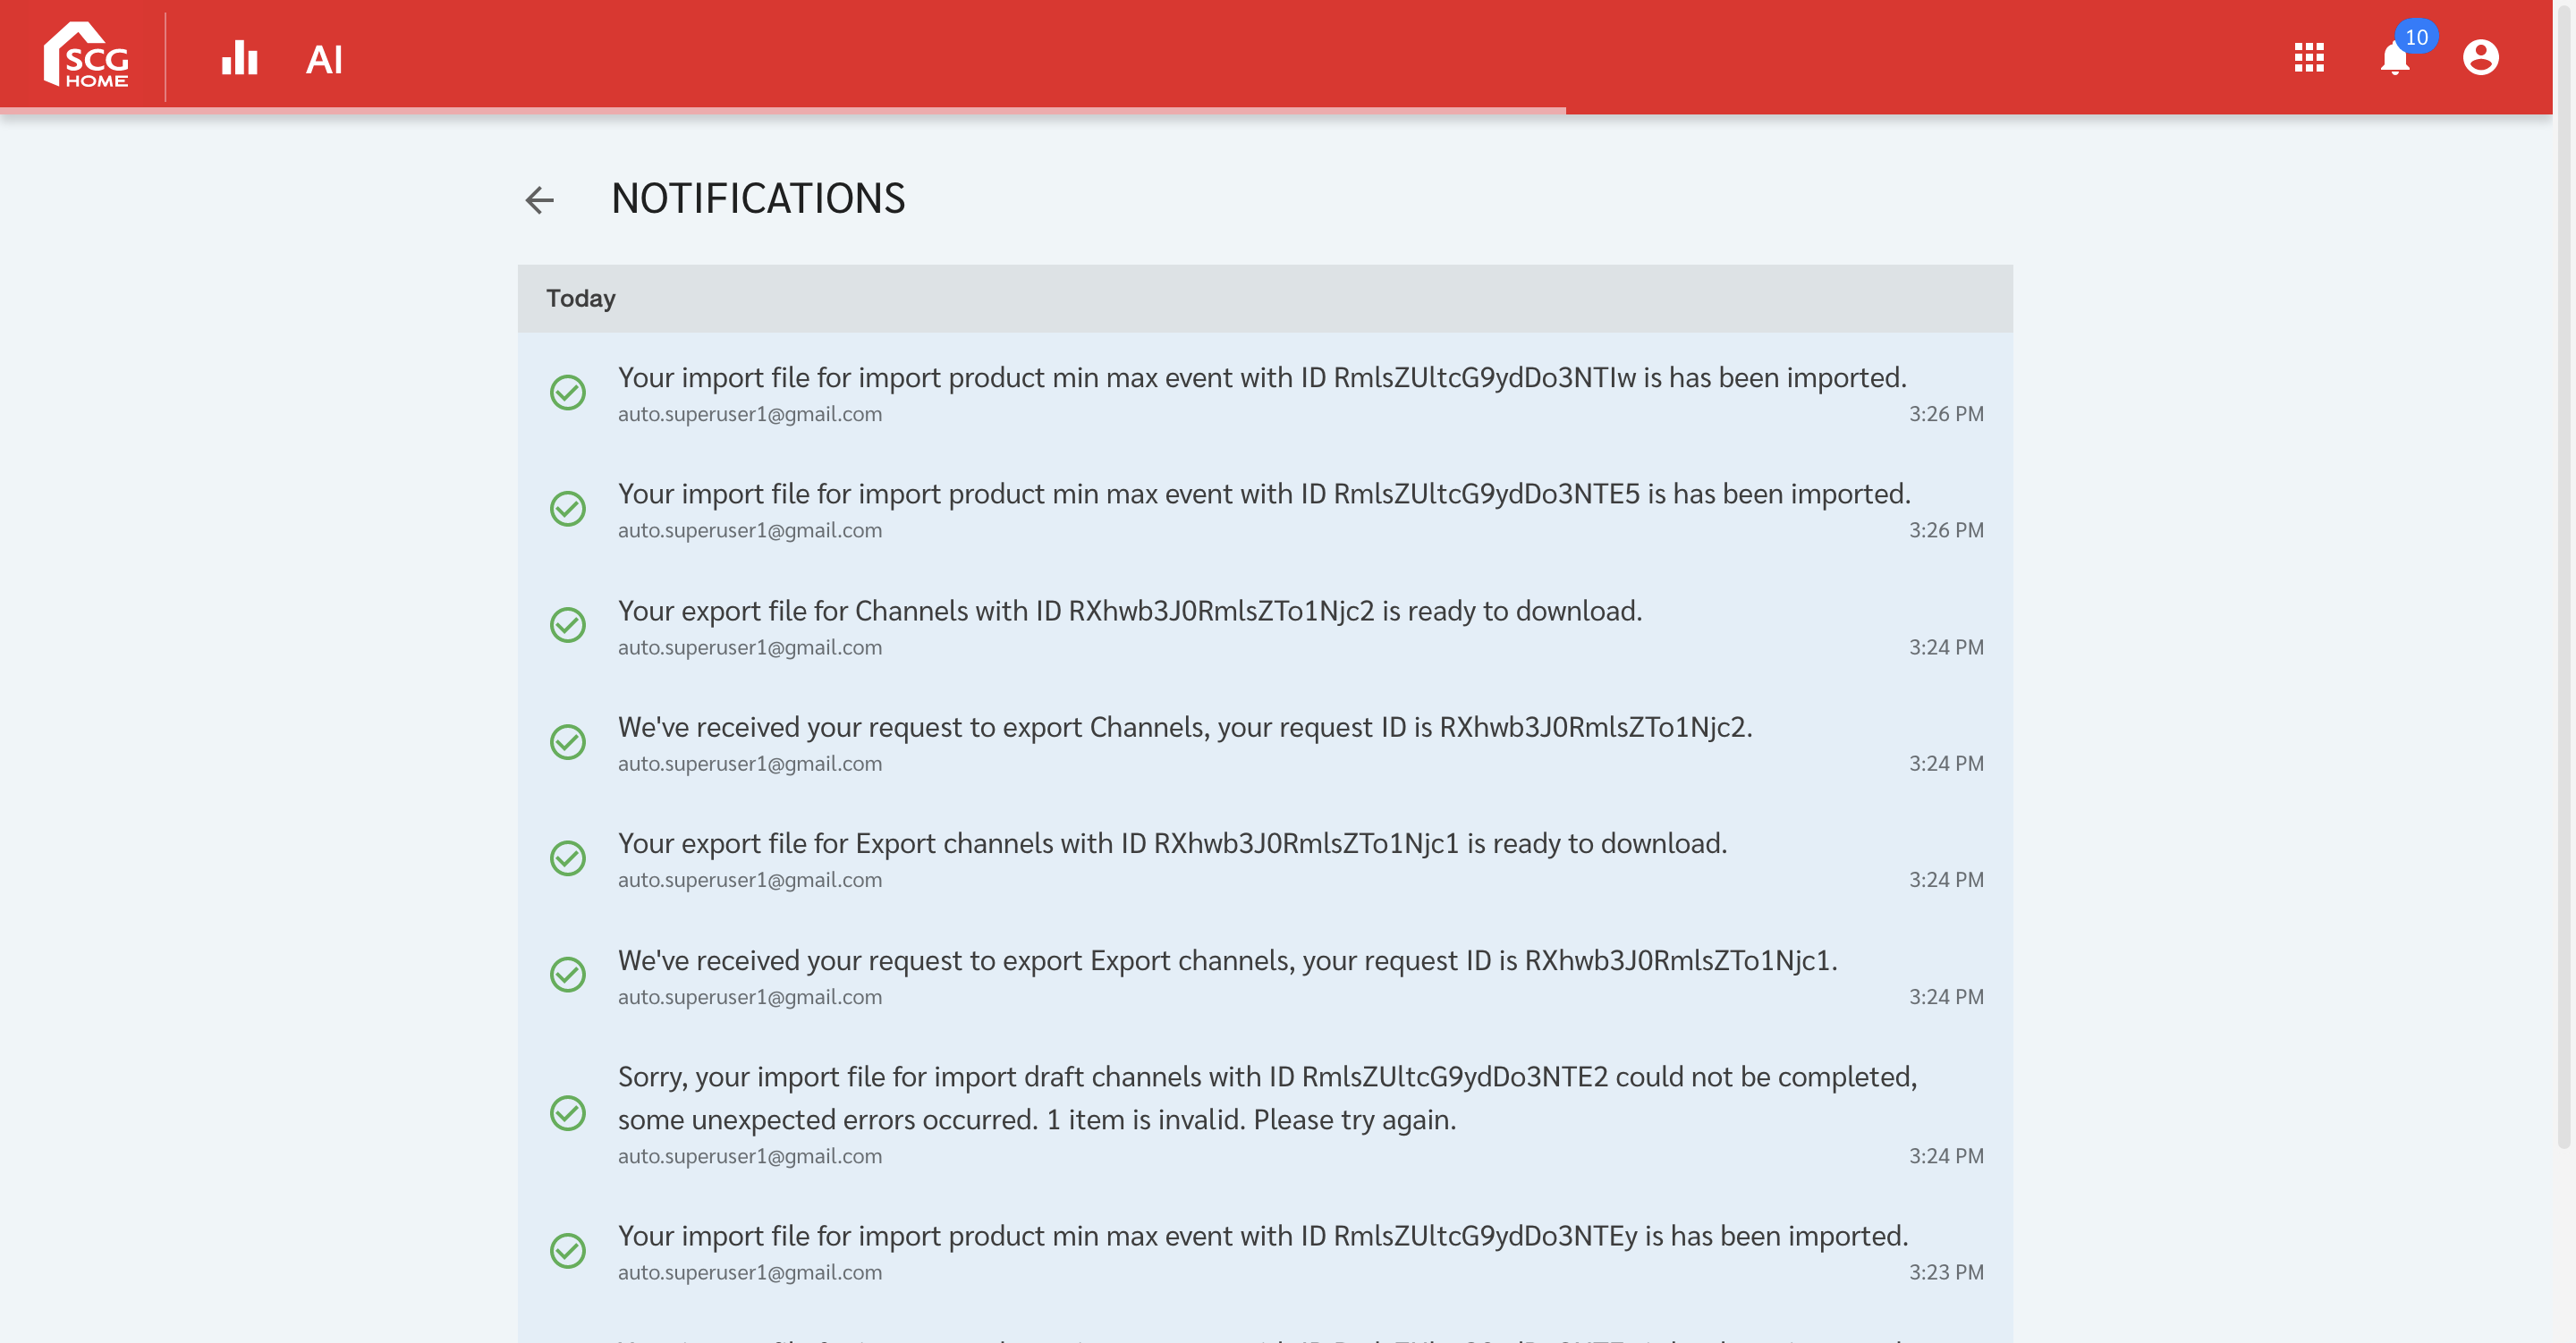 SCG
HOME
AI
10
NOTIFICATIONS
Today
Your import file for import product min max event with ID RmlsZUltcG9ydDo3NTIw is has been imported.
auto.superuser1@gmail.com
3:26 PM
Your import file for import product min max event with ID RmlsZUltcG9ydDo3NTE5 is has been imported.
auto.superuser1@gmail.com
3:26 PM
Your export file for Channels with ID RXhwb3J0RmlsZTo1Njc2 is ready to download.
auto.superuser1@gmail.com
3:24 PM
We've received your request to export Channels, your request ID is RXhwb3J0RmlsZTo1Njc2.
auto.superuser1@gmail.com
3:24 PM
Your export file for Export channels with ID RXhwb3J0RmlsZTo1Njc1 is ready to download.
auto.superuser1@gmail.com
3:24 PM
We've received your request to export Export channels, your request ID is RXhwb3J0RmlsZTo1Njc1.
auto.superuser1@gmail.com
3:24 PM
Sorry, your import file for import draft channels with ID RmlsZUltcG9ydDo3NTE2 could not be completed,
some unexpected errors occurred. 1 item is invalid. Please try again.
auto.superuser1@gmail.com
3:24 PM
Your import file for import product min max event with ID RmlsZUltcG9ydDo3NTEy is has been imported.
auto.superuser1@gmail.com
3:23 PM